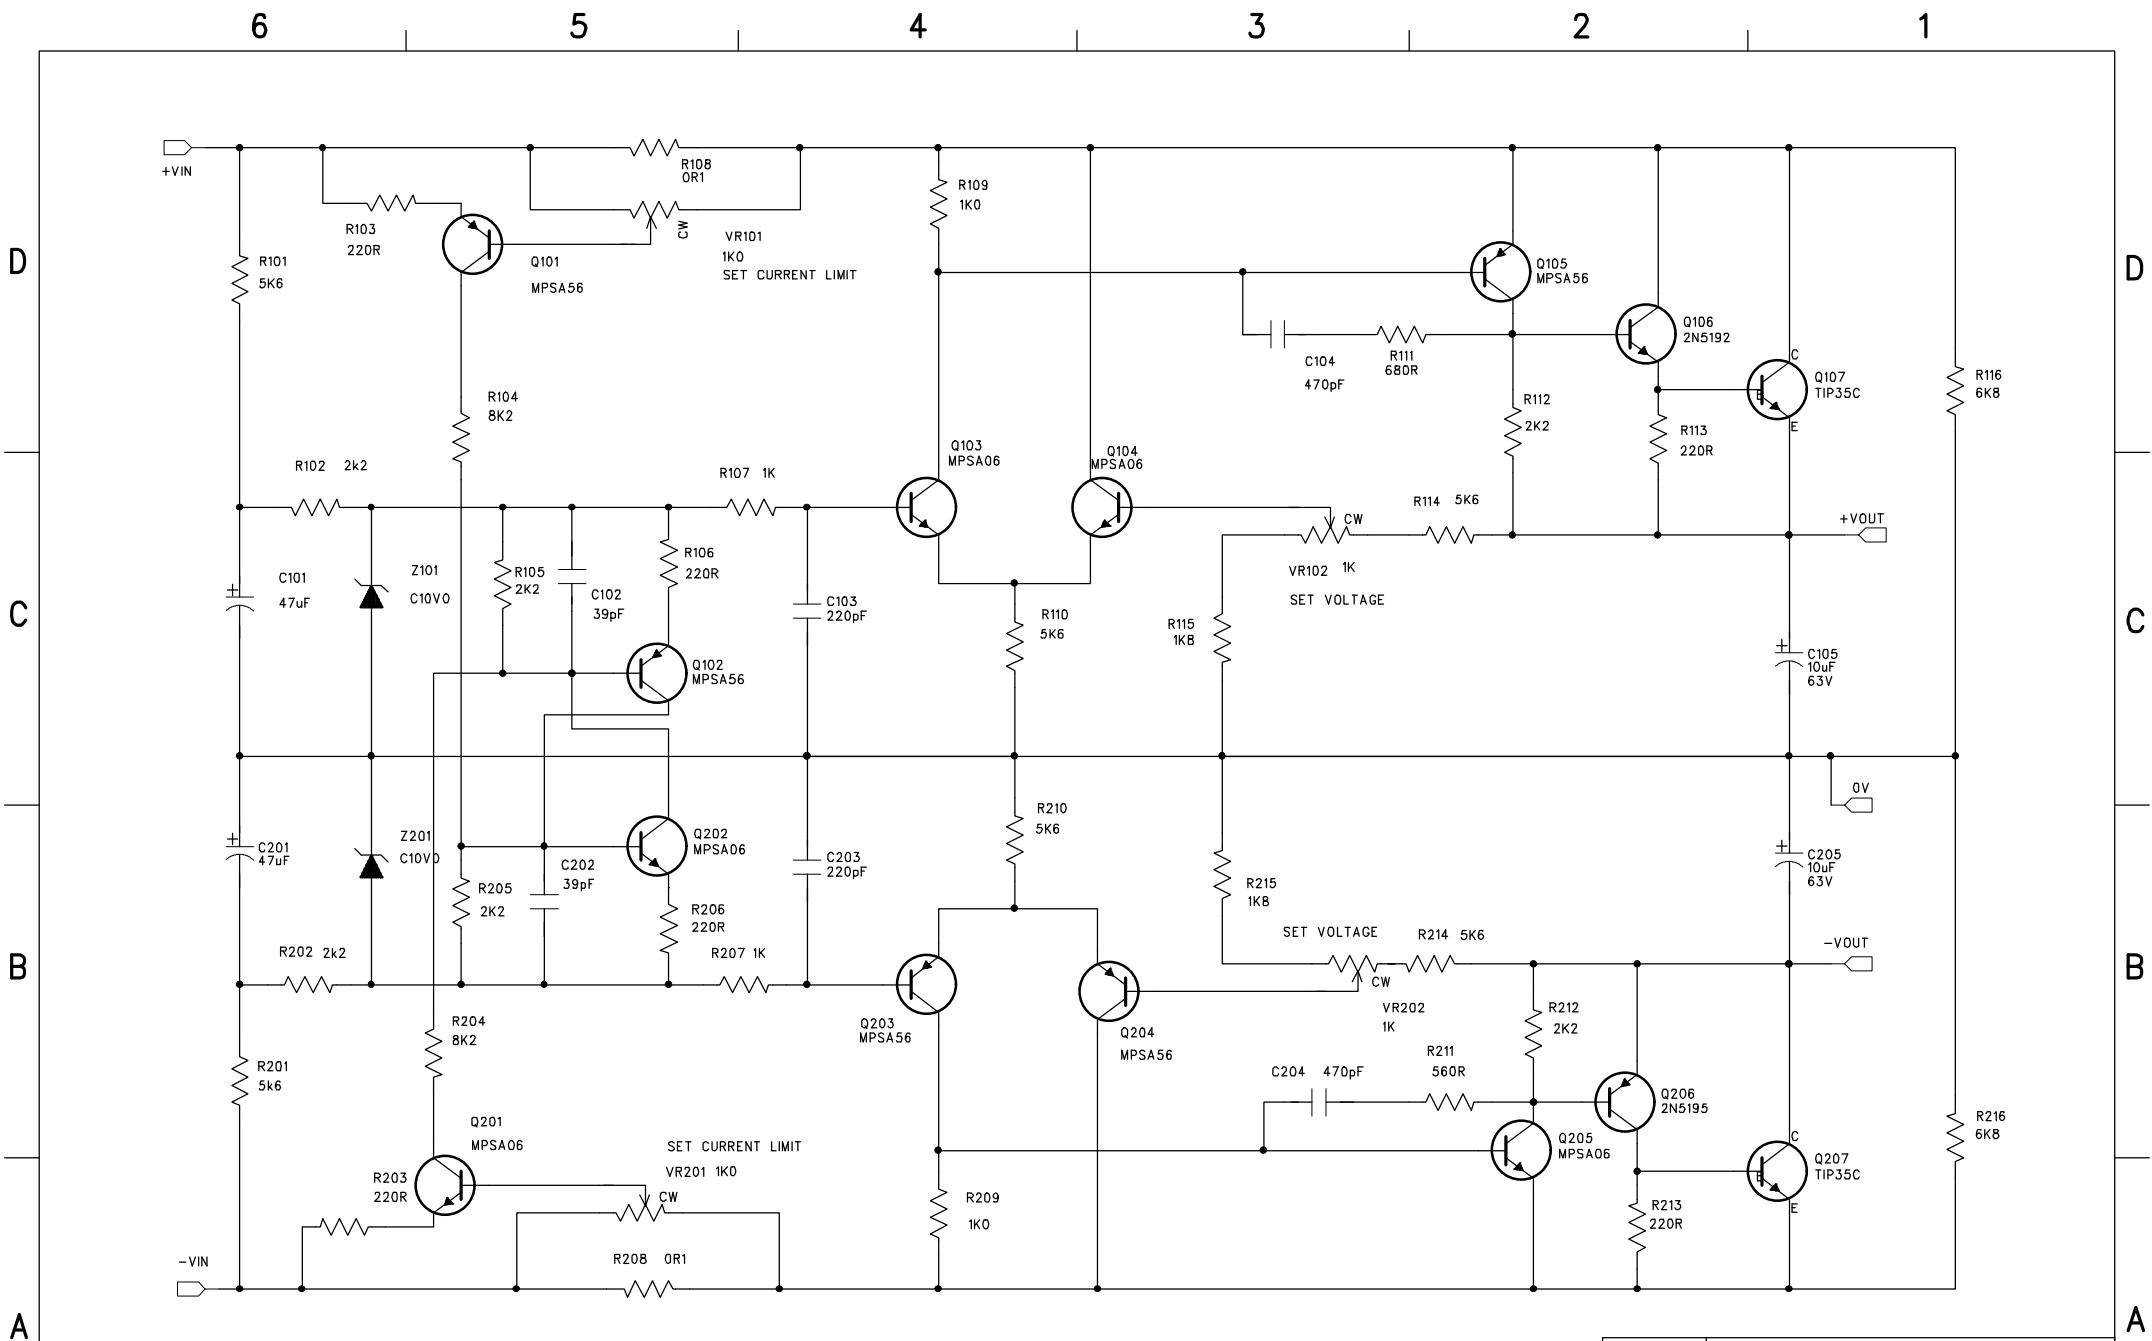 6 5 4 3 2 1
+VIN
R108
0R1
R109
1K0
R103
220R
CW
VR101
1K0
SET CURRENT LIMIT
D
R101
5K6
Q101
MPSA56
Q105
MPSA56
D
Q106
2N5192
C104
470pF
R111
680R
C
Q107
TIP35C
B
E
R116
6K8
R104
8K2
R112
2K2
R113
220R
Q103
MPSA06
Q104
MPSA06
R102 2k2
R107 1K
R114 5K6
CW
+VOUT
VR102 1K
SET VOLTAGE
C
C101
47uF
Z101
C10V0
R105
2K2
C102
39pF
R106
220R
C103
220pF
R110
5K6
R115
1K8
C
C105
10uF
63V
Q102
MPSA56
0V
C201
47uF
Z201
C10V0
C202
39pF
Q202
MPSA06
C203
220pF
R210
5K6
C205
10uF
63V
R205
2K2
R206
220R
R215
1K8
SET VOLTAGE
R214 5K6
-VOUT
B
R202 2k2
R207 1K
CW
B
VR202
1K
R212
2K2
Q203
MPSA56
Q204
MPSA56
R204
8K2
R201
5k6
C204 470pF
R211
560R
Q206
2N5195
Q201
MPSA06
SET CURRENT LIMIT
VR201 1K0
CW
Q205
MPSA06
C
Q207
TIP35C
B
E
R216
6K8
R203
220R
R209
1K0
R213
220R
-VIN
R208 0R1
A
A